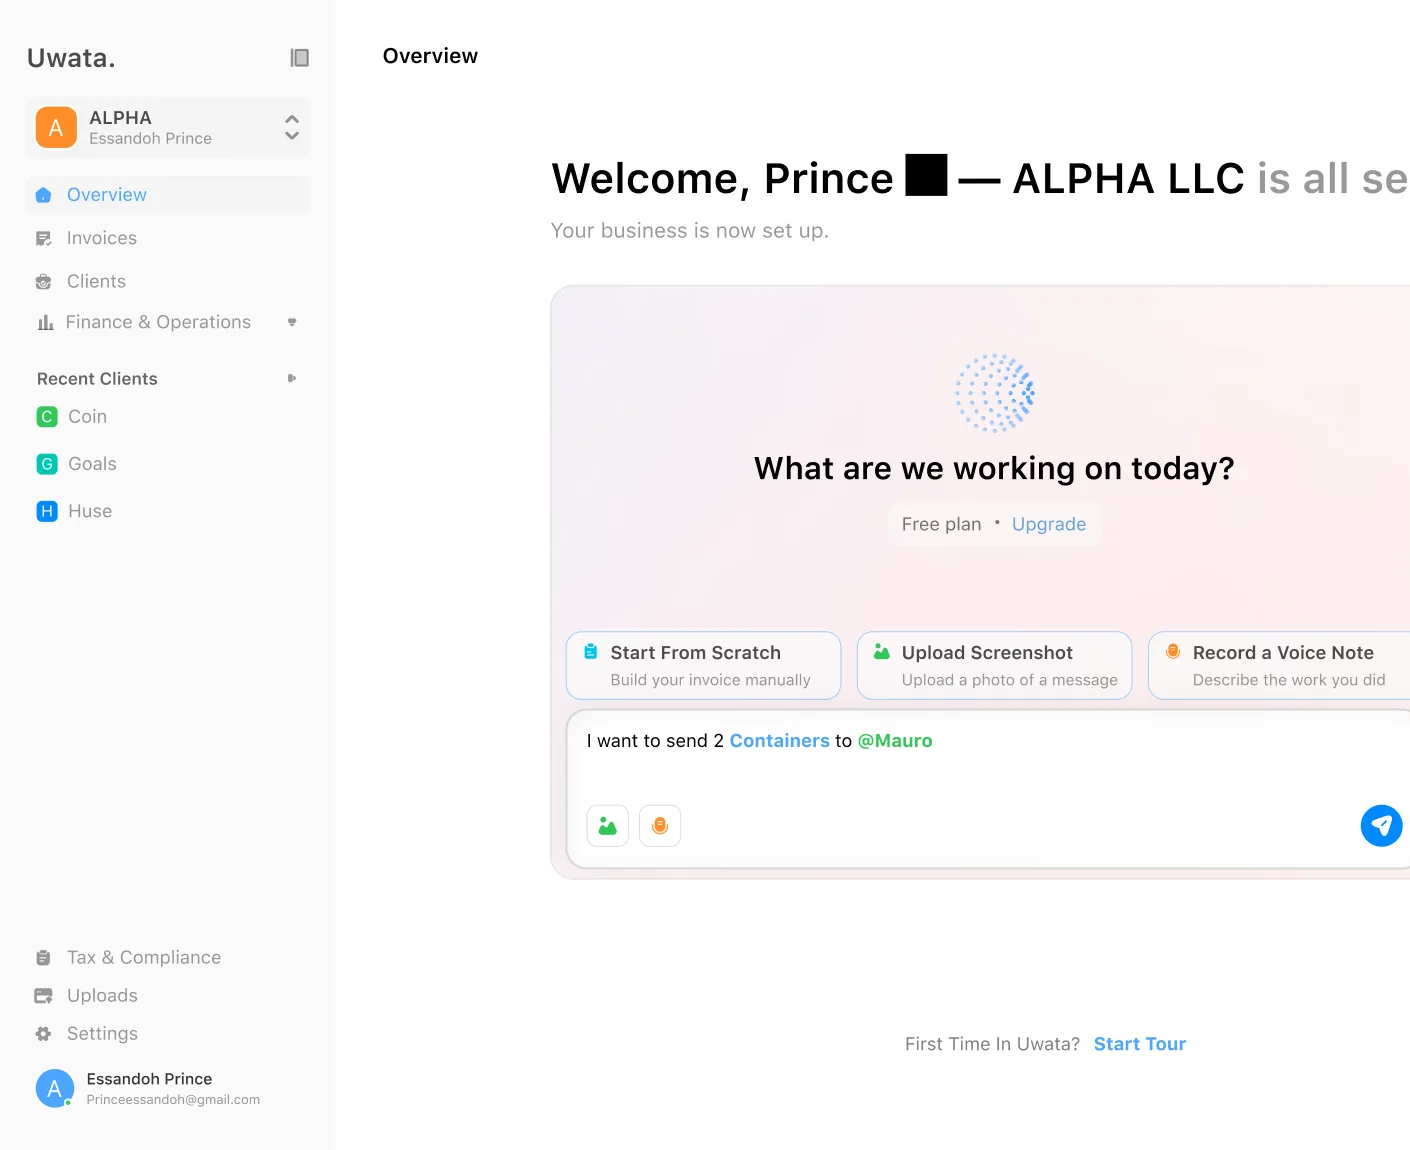 Uwata.
A
ALPHA
Essandoh Prince
Overview
Invoices
Clients
Finance & Operations
Recent Clients
C Coin
G Goals
H Huse
Tax & Compliance
Uploads
Settings
A
Essandoh Prince
Princeessandoh@gmail.com
Overview
Welcome, Prince — ALPHA LLC is all se
Your business is now set up.
What are we working on today?
Free plan • Upgrade
Start From Scratch
Build your invoice manually
Upload Screenshot
Upload a photo of a message
Record a Voice Note
Describe the work you did
I want to send 2 Containers to @Mauro
First Time In Uwata? Start Tour